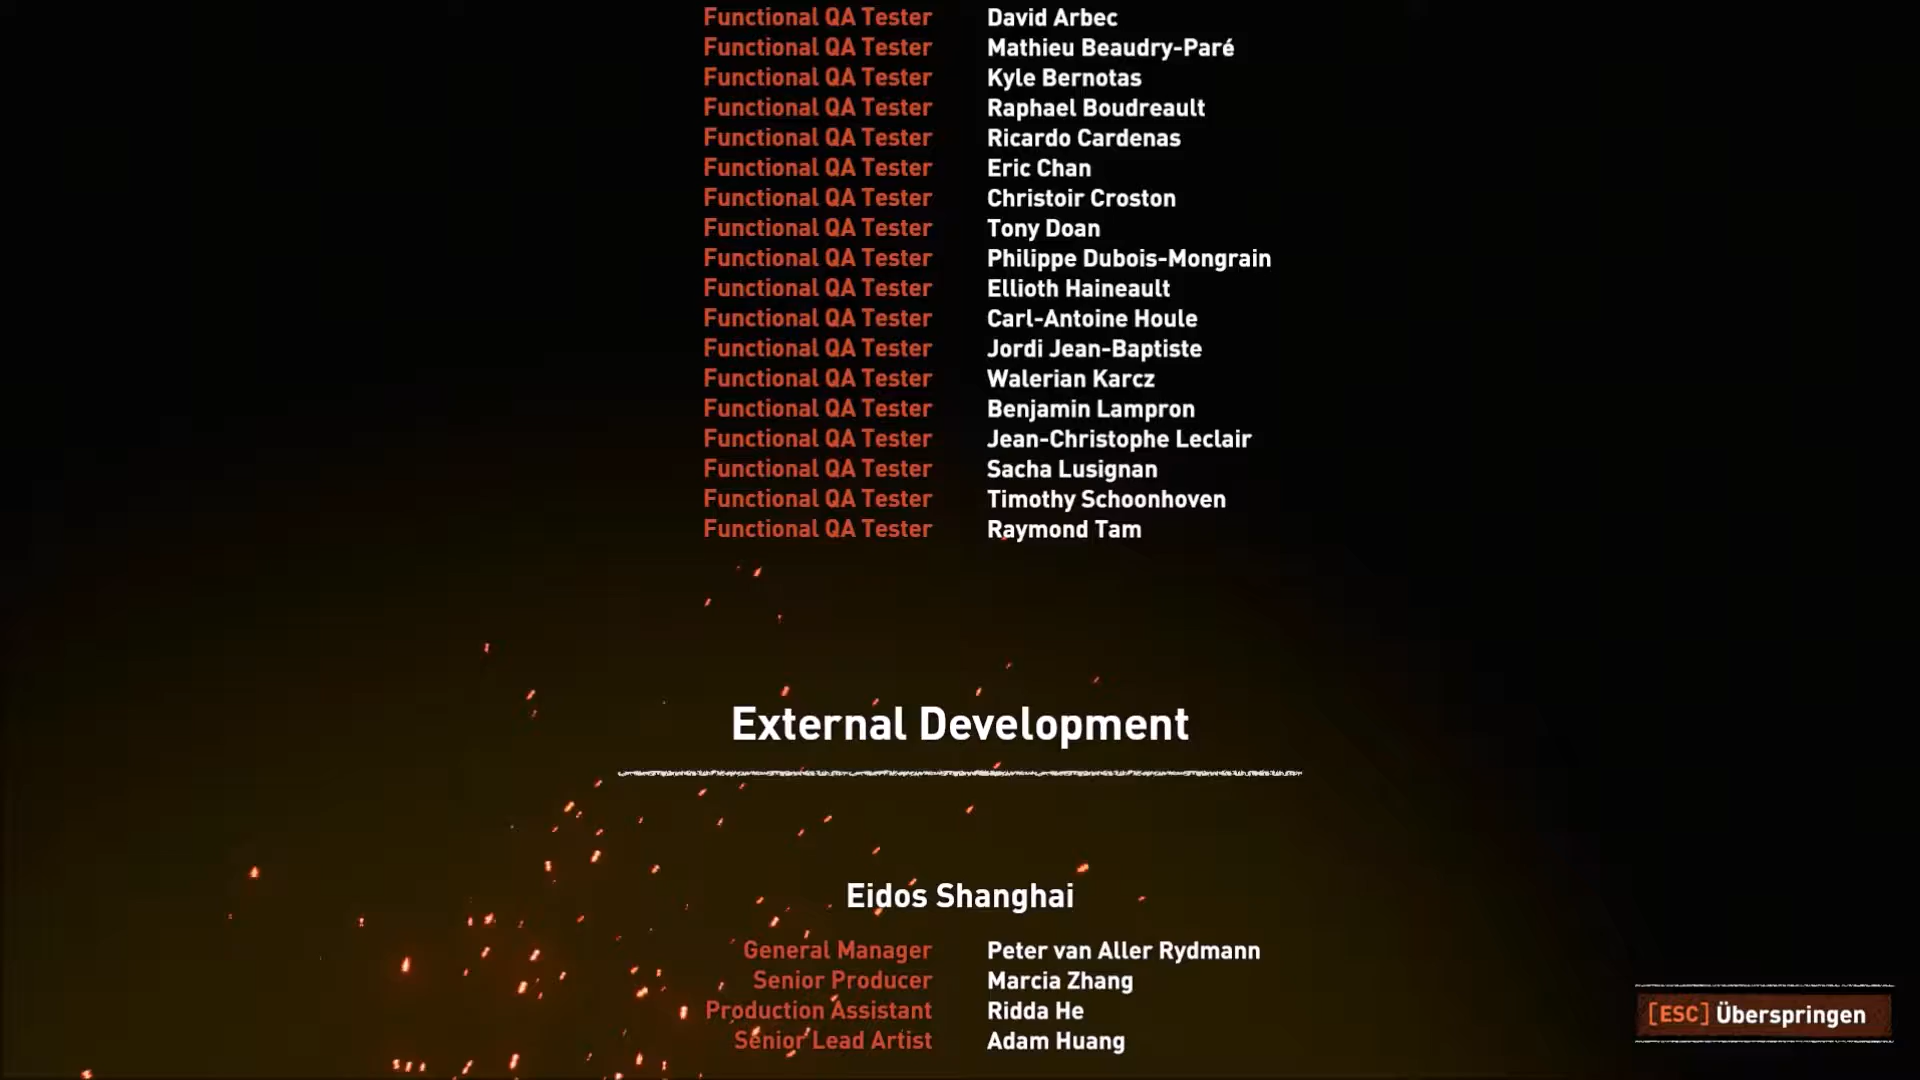 Functional QA Tester David Arbec
Functional QA Tester Mathieu Beaudry-Paré
Functional QA Tester Kyle Bernotas
Functional QA Tester Raphael Boudreault
Functional QA Tester Ricardo Cardenas
Functional QA Tester Eric Chan
Functional QA Tester Christoir Croston
Functional QA Tester Tony Doan
Functional QA Tester Philippe Dubois-Mongrain
Functional QA Tester Ellioth Haineault
Functional QA Tester Carl-Antoine Houle
Functional QA Tester Jordi Jean-Baptiste
Functional QA Tester Walerian Karcz
Functional QA Tester Benjamin Lampron
Functional QA Tester Jean-Christophe Leclair
Functional QA Tester Sacha Lusignan
Functional QA Tester Timothy Schoonhoven
Functional QA Tester Raymond Tam
External Development
Eidos Shanghai
General Manager Peter van Aller Rydmann
Senior Producer Marcia Zhang
Production Assistant Ridda He
Senior Lead Artist Adam Huang
[ESC] Überspringen